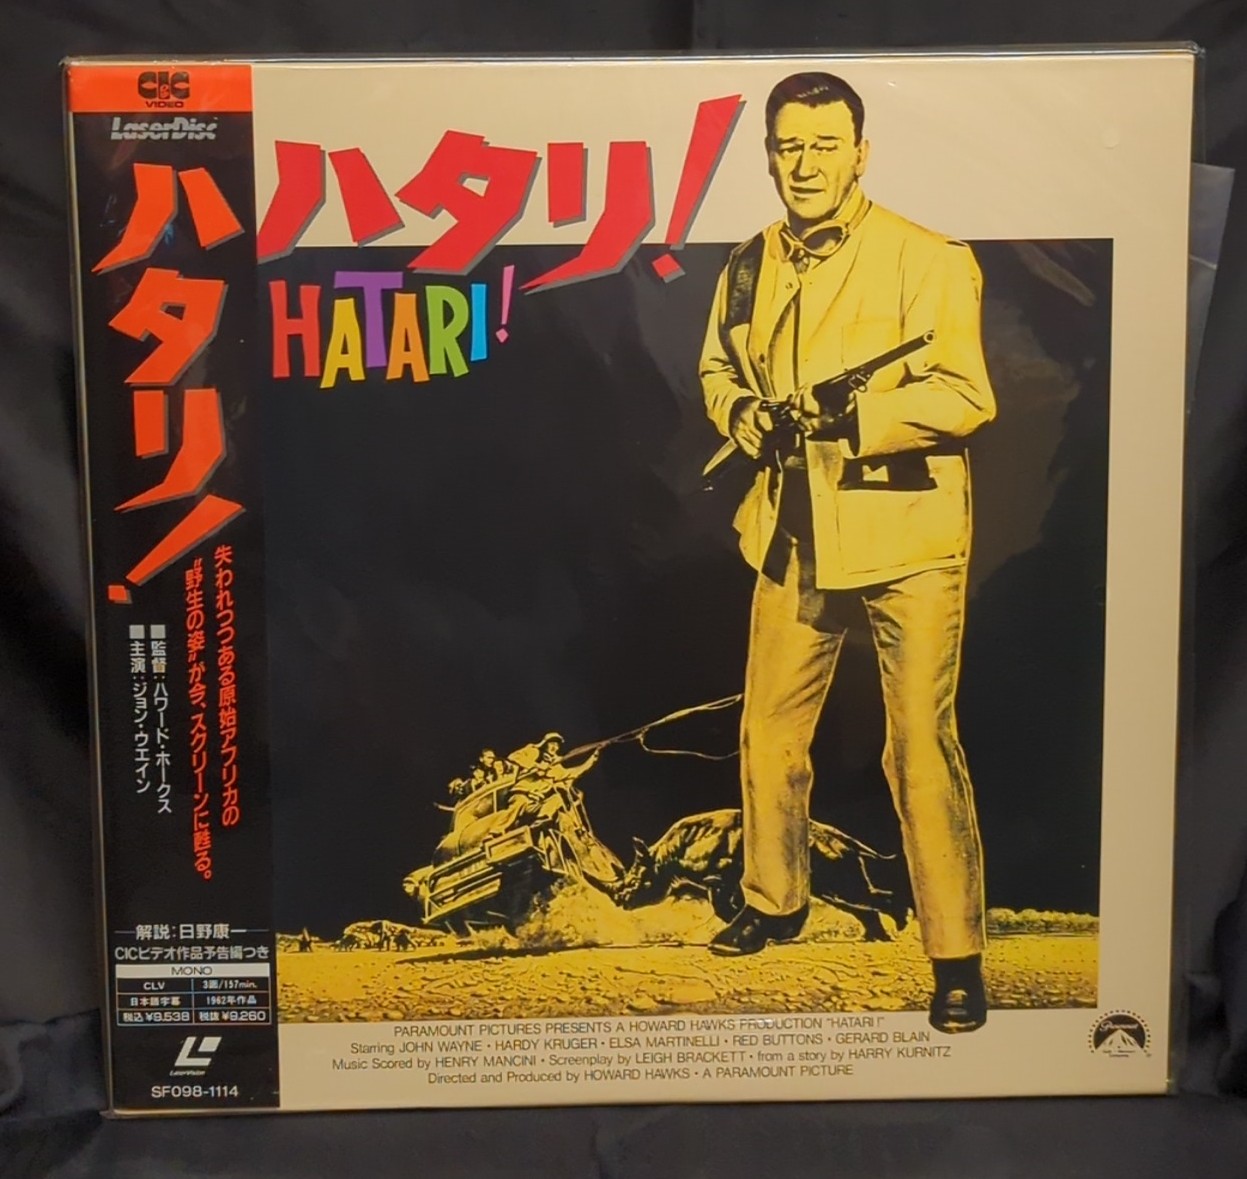 CIC
VIDEO
LaserDisc
ハタリ!
失われつつある原始アフリカの
"野生の姿"が今、スクリーンに甦る。
■監督:ハワード・ホークス
■主演:ジョン・ウエイン
解説:日野康一
CICビデオ作品予告編つき
MONO
CLV 3面/157min.
日本語字幕 1962年作品
税込¥9,538 税抜¥9,260
LaserVision
SF098-1114
ハタリ!
HATARI!
PARAMOUNT PICTURES PRESENTS A HOWARD HAWKS PRODUCTION "HATARI!"
Starring JOHN WAYNE・HARDY KRUGER・ELSA MARTINELLI・RED BUTTONS・GERARD BLAIN
Music Scored by HENRY MANCINI・Screenplay by LEIGH BRACKETT・from a story by HARRY KURNITZ
Directed and Produced by HOWARD HAWKS・A PARAMOUNT PICTURE
Paramount